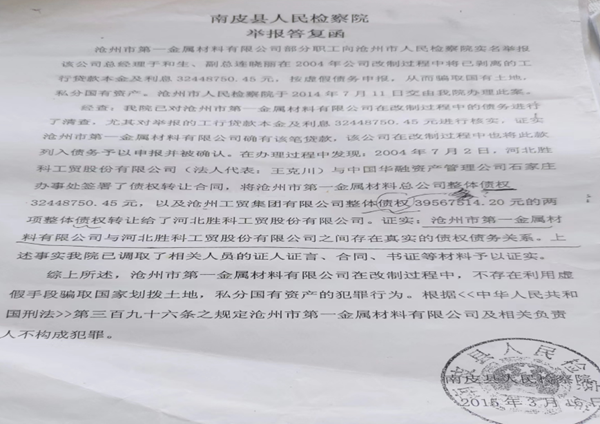 南皮县人民检察院
举报答复函
沧州市第一金属材料有限公司部分职工向沧州市人民检察院实名举报
该公司总经理于和生、副总连晓丽在2004年公司改制过程中将已剥离的工
行贷款本金及利息32448750.45元，按虚假债务申报，从而骗取国有土地，
私分国有资产。沧州市人民检察院于2014年7月11日交由我院办理此案。
经查：我院已对沧州市第一金属材料有限公司在改制过程中的债务进行
了清查，尤其对举报的工行贷款本金及利息32448750.45元进行核实，证实
沧州市第一金属材料有限公司确有该笔贷款，该公司在改制过程中也将此款
列入债务予以申报并被确认。在办理过程中发现：2004年7月2日，河北胜
科工贸股份有限公司（法人代表：王克川）与中国华融资产管理公司石家庄
办事处签署了债权转让合同，将沧州市第一金属材料总公司整体债权
32448750.45元，以及沧州工贸集团有限公司整体债权39567514.20元的两
项整体债权转让给了河北胜科工贸股份有限公司。证实：沧州市第一金属材
料有限公司与河北胜科工贸股份有限公司之间存在真实的债权债务关系。上
述事实我院已调取了相关人员的证人证言、合同、书证等材料予以证实。
综上所述，沧州市第一金属材料有限公司在改制过程中，不存在利用虚
假手段骗取国家划拨土地，私分国有资产的犯罪行为。根据<<中华人民共和
国刑法>>第三百九十六条之规定沧州市第一金属材料有限公司及相关负责
人不构成犯罪。
南皮县人民检察院
南皮县人民检察院
2015年3月16日